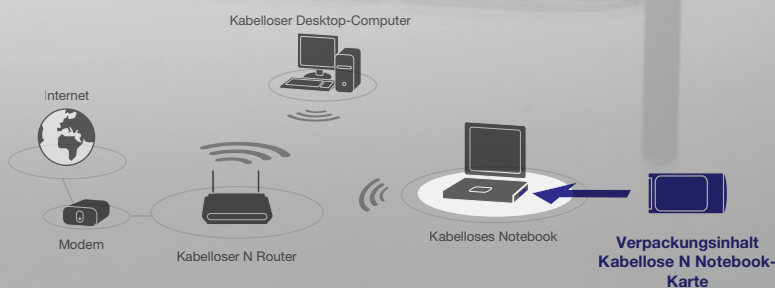 Kabelloser Desktop-Computer
Internet
Modem
Kabelloser N Router
Kabelloses Notebook
Verpackungsinhalt
Kabellose N Notebook-
Karte